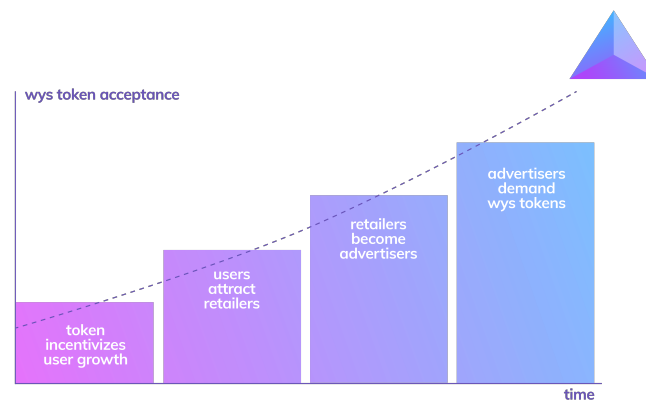 wys token acceptance
token
incentivizes
user growth
users
attract
retailers
retailers
become
advertisers
advertisers
demand
wys tokens
time